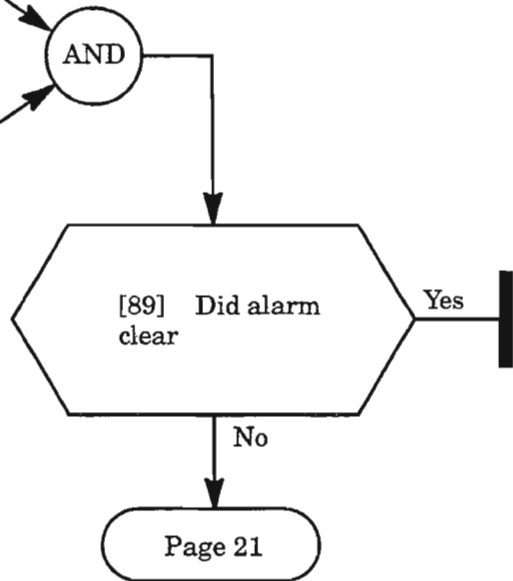 AND
[89] Did alarm
clear
Yes
No
Page 21